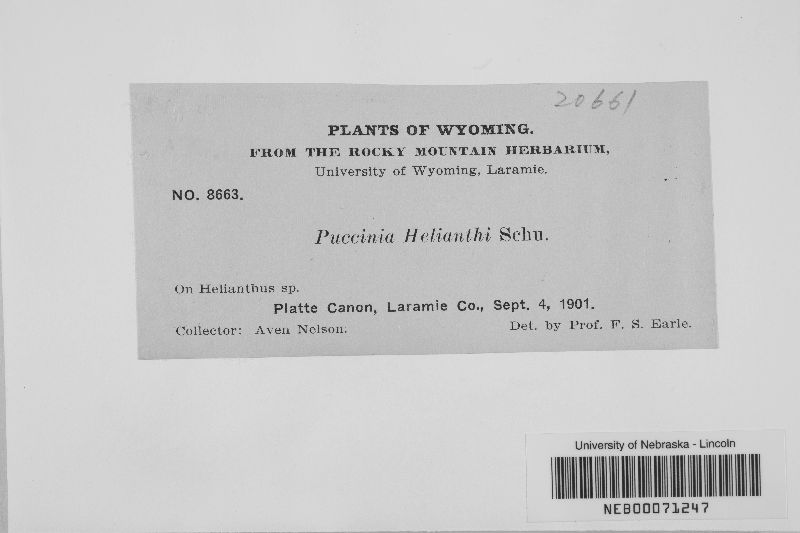 20661
PLANTS OF WYOMING.
FROM THE ROCKY MOUNTAIN HERBARIUM,
University of Wyoming, Laramie.
NO. 8663.
Puccinia Helianthi Schu.
On Helianthus sp.
Platte Canon, Laramie Co., Sept. 4, 1901.
Collector: Aven Nelson. Det. by Prof. F. S. Earle.
University of Nebraska - Lincoln
NEB00071247